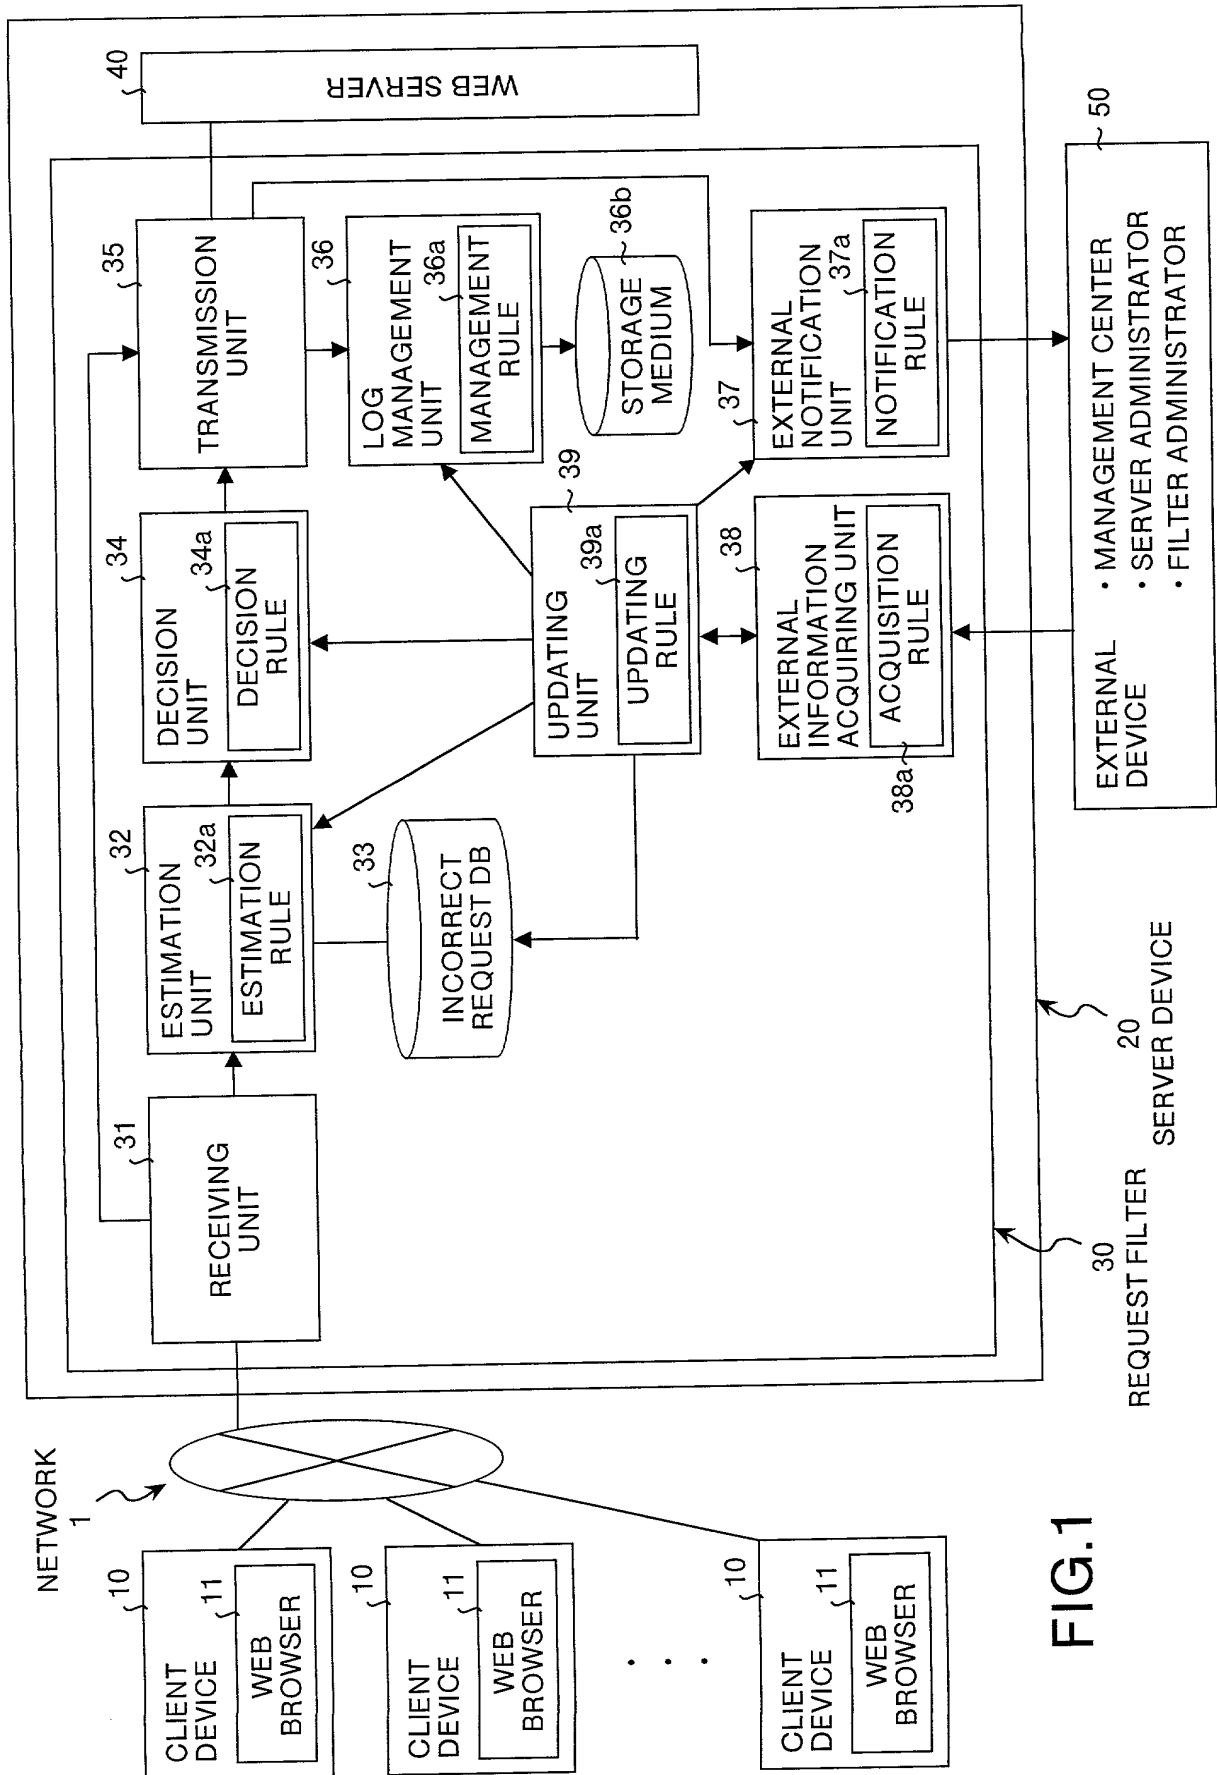 NETWORK
1
10
CLIENT
DEVICE
11
WEB
BROWSER
10
CLIENT
DEVICE
11
WEB
BROWSER
. . .
10
CLIENT
DEVICE
11
WEB
BROWSER
31
RECEIVING
UNIT
32
ESTIMATION
UNIT
32a
ESTIMATION
RULE
33
INCORRECT
REQUEST DB
34
DECISION
UNIT
34a
DECISION
RULE
35
TRANSMISSION
UNIT
36
LOG
MANAGEMENT
UNIT
36a
MANAGEMENT
RULE
36b
STORAGE
MEDIUM
39
UPDATING
UNIT
39a
UPDATING
RULE
37
EXTERNAL
NOTIFICATION
UNIT
37a
NOTIFICATION
RULE
38
EXTERNAL
INFORMATION
ACQUIRING UNIT
38a
ACQUISITION
RULE
40
WEB SERVER
50
EXTERNAL
DEVICE
・MANAGEMENT CENTER
・SERVER ADMINISTRATOR
・FILTER ADMINISTRATOR
30
REQUEST FILTER
20
SERVER DEVICE
FIG.1